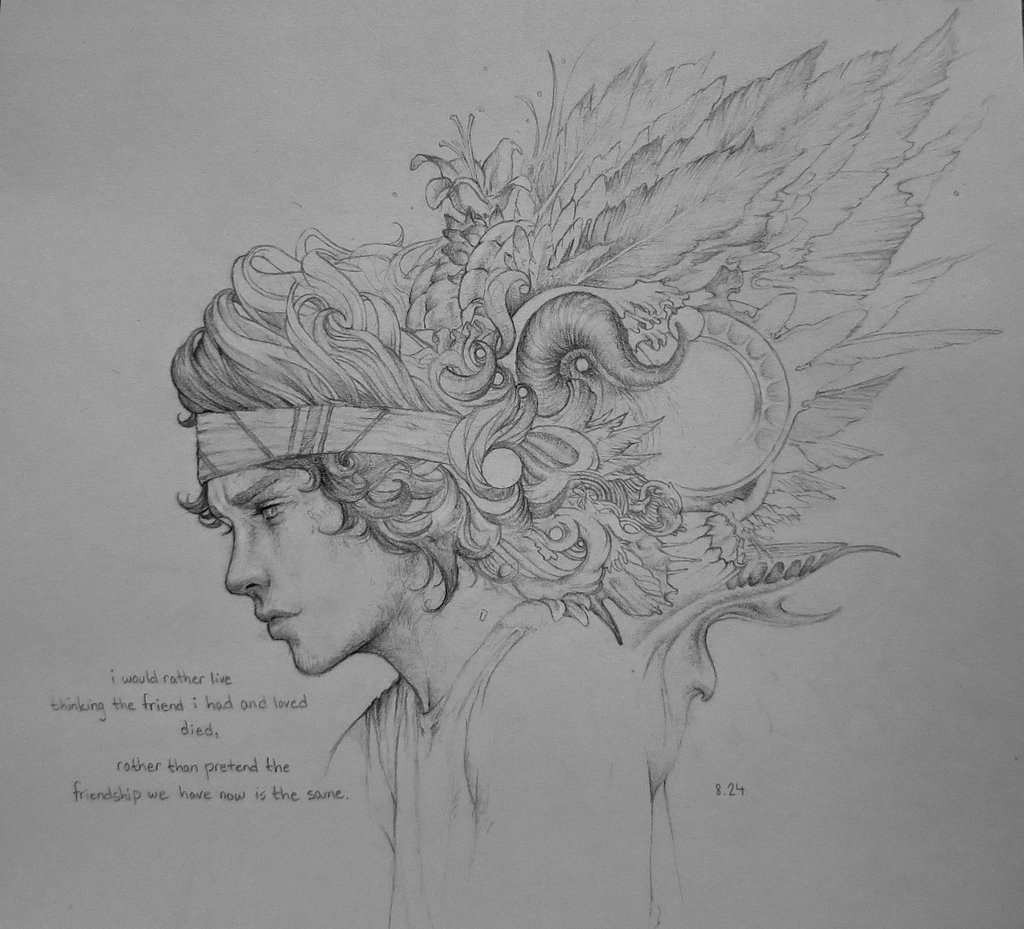 i would rather live
thinking the friend i had and loved
died,
rather than pretend the
friendship we have now is the same.
8.24